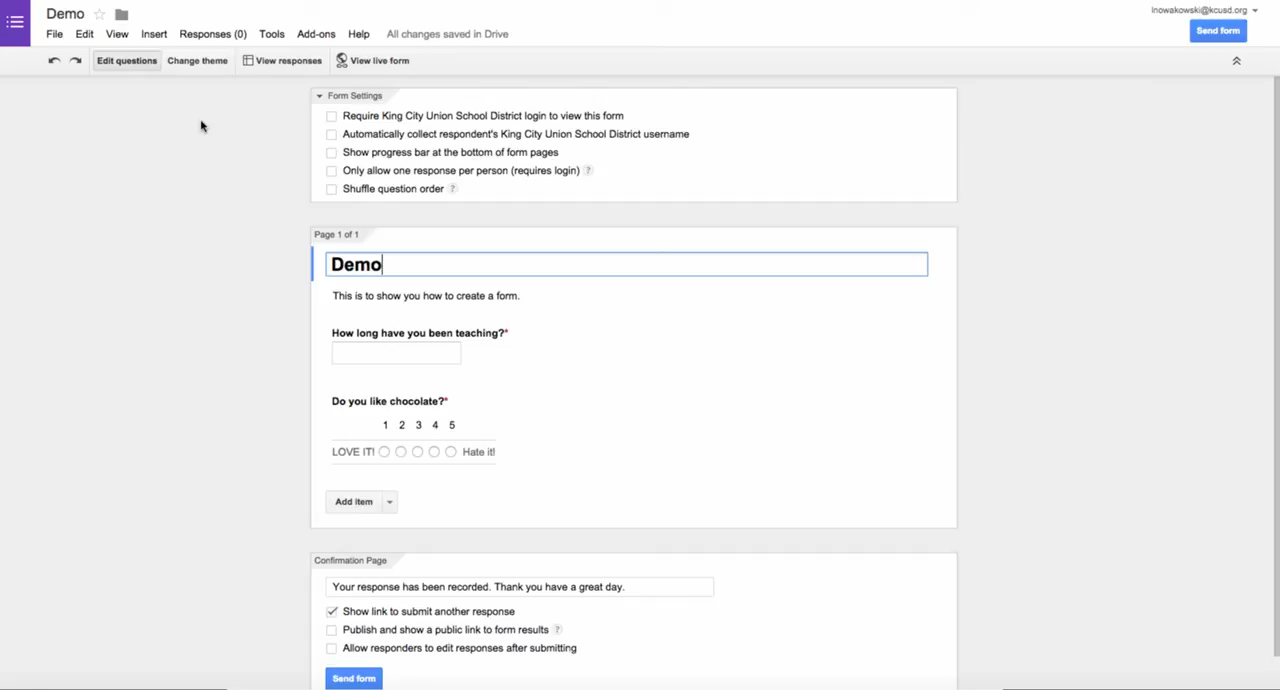 Demo
lnowakowski@kcusd.org
File Edit View Insert Responses (0) Tools Add-ons Help All changes saved in Drive
Send form
Edit questions Change theme View responses View live form
Form Settings
Require King City Union School District login to view this form
Automatically collect respondent's King City Union School District username
Show progress bar at the bottom of form pages
Only allow one response per person (requires login) ?
Shuffle question order ?
Page 1 of 1
Demo
This is to show you how to create a form.
How long have you been teaching?*
Do you like chocolate?*
1 2 3 4 5
LOVE IT! Hate it!
Add item
Confirmation Page
Your response has been recorded. Thank you have a great day.
Show link to submit another response
Publish and show a public link to form results ?
Allow responders to edit responses after submitting
Send form